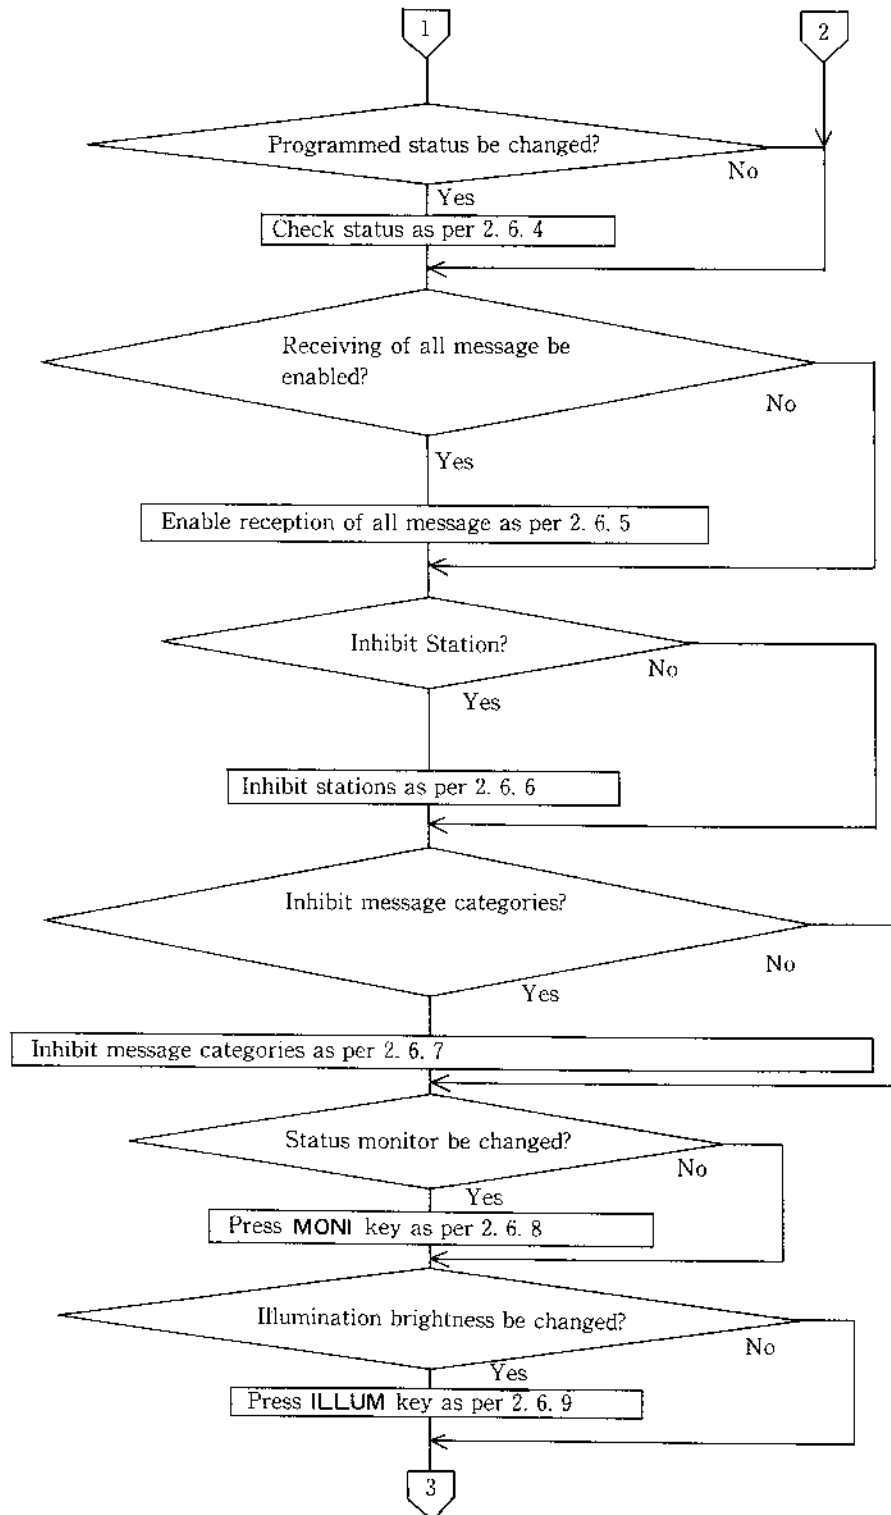 1
2
Programmed status be changed?
No
Yes
Check status as per 2. 6. 4
Receiving of all message be
enabled?
No
Yes
Enable reception of all message as per 2. 6. 5
Inhibit Station?
No
Yes
Inhibit stations as per 2. 6. 6
Inhibit message categories?
No
Yes
Inhibit message categories as per 2. 6. 7
Status monitor be changed?
No
Yes
Press MONI key as per 2. 6. 8
Illumination brightness be changed?
No
Yes
Press ILLUM key as per 2. 6. 9
3